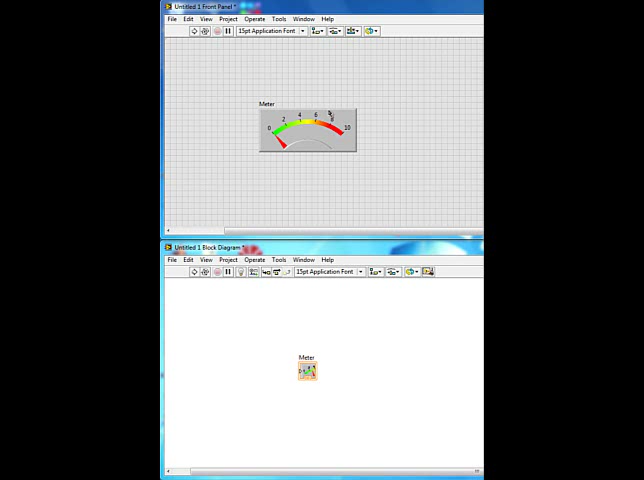 Untitled 1 Front Panel *
File Edit View Project Operate Tools Window Help
15pt Application Font
Meter
0 2 4 6 8 10
Untitled 1 Block Diagram *
File Edit View Project Operate Tools Window Help
15pt Application Font
Meter